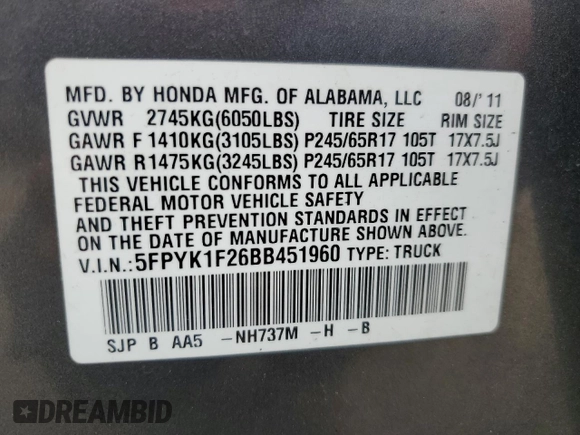 MFD. BY HONDA MFG. OF ALABAMA, LLC 08/'11
GVWR 2745KG(6050LBS) TIRE SIZE RIM SIZE
GAWR F 1410KG(3105LBS) P245/65R17 105T 17X7.5J
GAWR R1475KG(3245LBS) P245/65R17 105T 17X7.5J
THIS VEHICLE CONFORMS TO ALL APPLICABLE
FEDERAL MOTOR VEHICLE SAFETY
AND THEFT PREVENTION STANDARDS IN EFFECT
ON THE DATE OF MANUFACTURE SHOWN ABOVE.
V.I.N.:5FPYK1F26BB451960 TYPE: TRUCK
SJP B AA5 -NH737M -H -B
DREAMBID